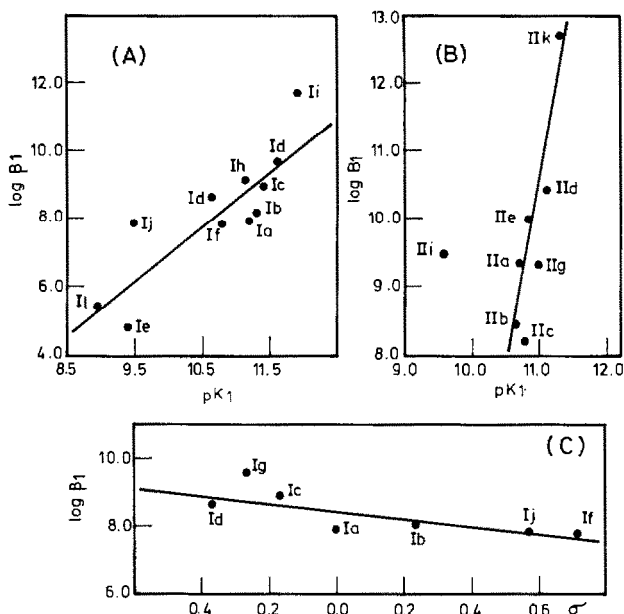 (A)
log β1
12.0
10.0
8.0
6.0
4.0
Ii
Id
Ih
Ic
Id
Ib
Ij
If
Ia
Il
Ie
8.5 9.5 10.5 11.5
pK1
(B)
log β1
13.0
12.0
11.0
10.0
9.0
8.0
IIk
IId
IIe
IIi
IIa
IIg
IIb
IIc
9.0 10.0 11.0 12.0
pK1
(C)
log β1
10.0
8.0
6.0
Ig
Ic
Id
Ia
Ib
Ij
If
0.4 0.2 0.0 0.2 0.4 0.6 σ